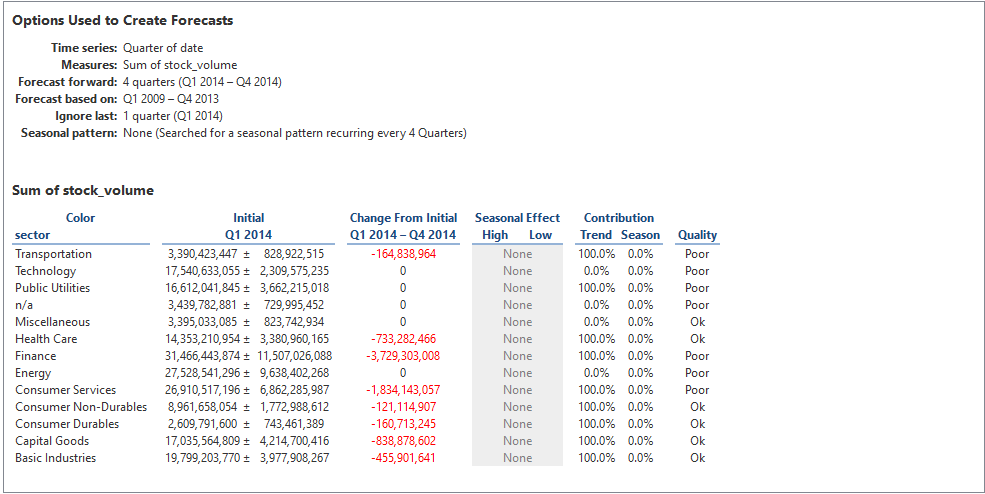 Options Used to Create Forecasts
Time series: Quarter of date
Measures: Sum of stock_volume
Forecast forward: 4 quarters (Q1 2014 – Q4 2014)
Forecast based on: Q1 2009 – Q4 2013
Ignore last: 1 quarter (Q1 2014)
Seasonal pattern: None (Searched for a seasonal pattern recurring every 4 Quarters)
Sum of stock_volume
Color Initial Change From Initial Seasonal Effect Contribution
sector Q1 2014 Q1 2014 – Q4 2014 High Low Trend Season Quality
Transportation 3,390,423,447 ± 828,922,515 -164,838,964 None 100.0% 0.0% Poor
Technology 17,540,633,055 ± 2,309,575,235 0 None 0.0% 0.0% Poor
Public Utilities 16,612,041,845 ± 3,662,215,018 0 None 100.0% 0.0% Poor
n/a 3,439,782,881 ± 729,995,452 0 None 0.0% 0.0% Poor
Miscellaneous 3,395,033,085 ± 823,742,934 0 None 0.0% 0.0% Ok
Health Care 14,353,210,954 ± 3,380,960,165 -733,282,466 None 100.0% 0.0% Ok
Finance 31,466,443,874 ± 11,507,026,088 -3,729,303,008 None 100.0% 0.0% Poor
Energy 27,528,541,296 ± 9,638,402,268 0 None 0.0% 0.0% Poor
Consumer Services 26,910,517,196 ± 6,862,285,987 -1,834,143,057 None 100.0% 0.0% Poor
Consumer Non-Durables 8,961,658,054 ± 1,772,988,612 -121,114,907 None 100.0% 0.0% Ok
Consumer Durables 2,609,791,600 ± 743,461,389 -160,713,245 None 100.0% 0.0% Ok
Capital Goods 17,035,564,809 ± 4,214,700,416 -838,878,602 None 100.0% 0.0% Ok
Basic Industries 19,799,203,770 ± 3,977,908,267 -455,901,641 None 100.0% 0.0% Ok